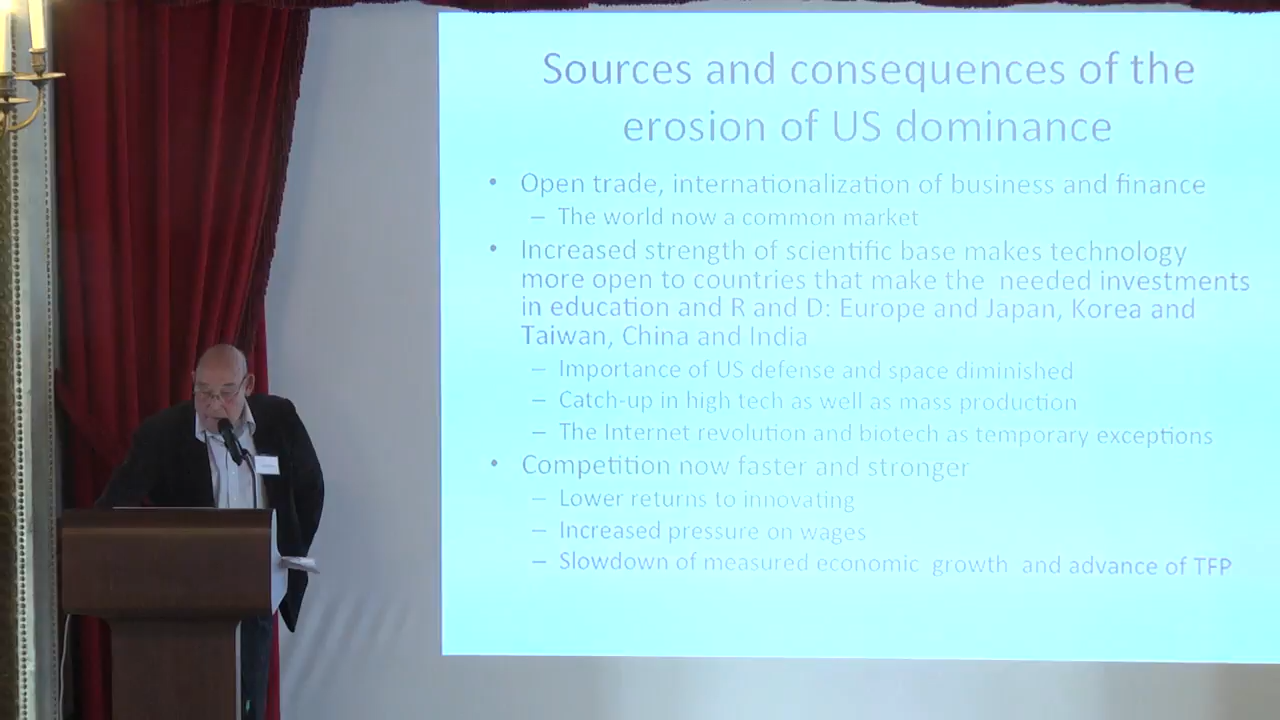 Sources and consequences of the
erosion of US dominance
• Open trade, internationalization of business and finance
– The world now a common market
• Increased strength of scientific base makes technology
more open to countries that make the needed investments
in education and R and D: Europe and Japan, Korea and
Taiwan, China and India
– Importance of US defense and space diminished
– Catch-up in high tech as well as mass production
– The Internet revolution and biotech as temporary exceptions
• Competition now faster and stronger
– Lower returns to innovating
– Increased pressure on wages
– Slowdown of measured economic growth and advance of TFP